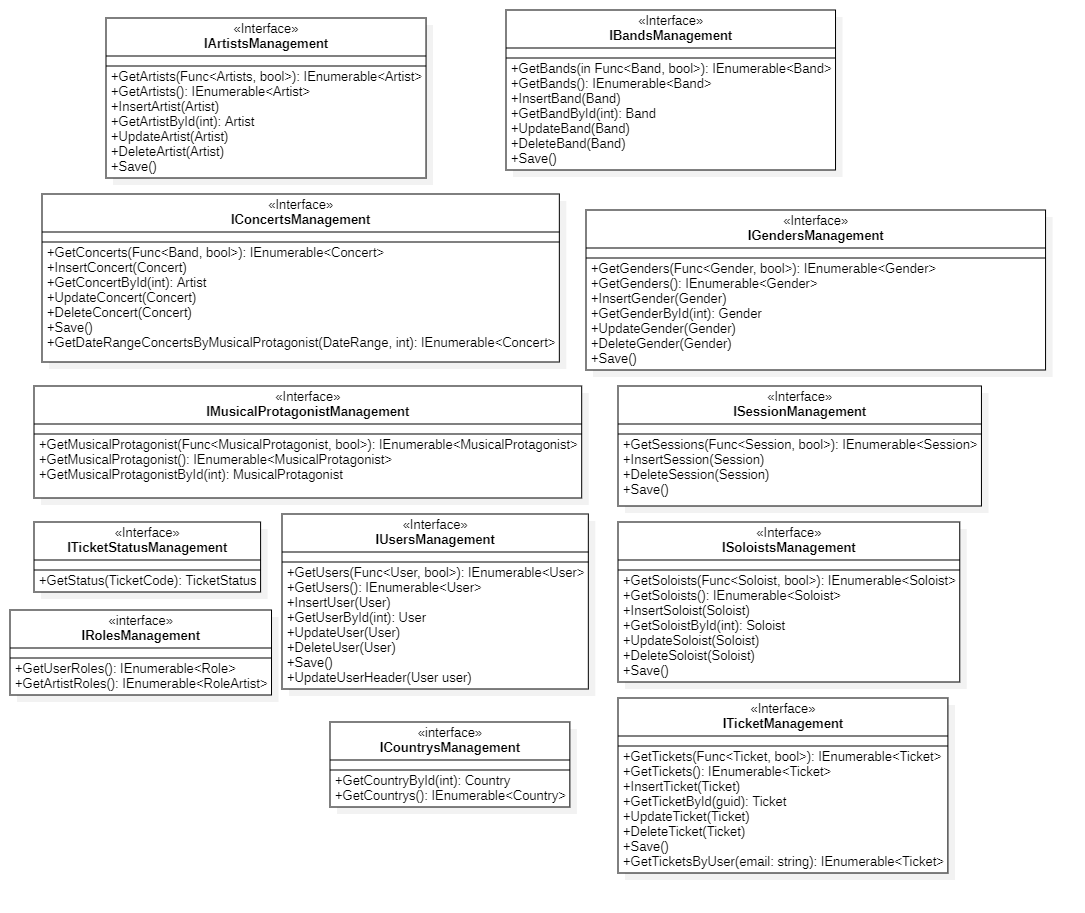 «Interface»
IArtistsManagement
+GetArtists(Func<Artists, bool>): IEnumerable<Artist>
+GetArtists(): IEnumerable<Artist>
+InsertArtist(Artist)
+GetArtistById(int): Artist
+UpdateArtist(Artist)
+DeleteArtist(Artist)
+Save()
«Interface»
IBandsManagement
+GetBands(in Func<Band, bool>): IEnumerable<Band>
+GetBands(): IEnumerable<Band>
+InsertBand(Band)
+GetBandById(int): Band
+UpdateBand(Band)
+DeleteBand(Band)
+Save()
«Interface»
IConcertsManagement
+GetConcerts(Func<Band, bool>): IEnumerable<Concert>
+InsertConcert(Concert)
+GetConcertById(int): Artist
+UpdateConcert(Concert)
+DeleteConcert(Concert)
+Save()
+GetDateRangeConcertsByMusicalProtagonist(DateRange, int): IEnumerable<Concert>
«Interface»
IGendersManagement
+GetGenders(Func<Gender, bool>): IEnumerable<Gender>
+GetGenders(): IEnumerable<Gender>
+InsertGender(Gender)
+GetGenderById(int): Gender
+UpdateGender(Gender)
+DeleteGender(Gender)
+Save()
«Interface»
IMusicalProtagonistManagement
+GetMusicalProtagonist(Func<MusicalProtagonist, bool>): IEnumerable<MusicalProtagonist>
+GetMusicalProtagonist(): IEnumerable<MusicalProtagonist>
+GetMusicalProtagonistById(int): MusicalProtagonist
«Interface»
ISessionManagement
+GetSessions(Func<Session, bool>): IEnumerable<Session>
+InsertSession(Session)
+DeleteSession(Session)
+Save()
«Interface»
ITicketStatusManagement
+GetStatus(TicketCode): TicketStatus
«Interface»
IUsersManagement
+GetUsers(Func<User, bool>): IEnumerable<User>
+GetUsers(): IEnumerable<User>
+InsertUser(User)
+GetUserById(int): User
+UpdateUser(User)
+DeleteUser(User)
+Save()
+UpdateUserHeader(User user)
«Interface»
ISoloistsManagement
+GetSoloists(Func<Soloist, bool>): IEnumerable<Soloist>
+GetSoloists(): IEnumerable<Soloist>
+InsertSoloist(Soloist)
+GetSoloistById(int): Soloist
+UpdateSoloist(Soloist)
+DeleteSoloist(Soloist)
+Save()
«interface»
IRolesManagement
+GetUserRoles(): IEnumerable<Role>
+GetArtistRoles(): IEnumerable<RoleArtist>
«interface»
ICountrysManagement
+GetCountryById(int): Country
+GetCountrys(): IEnumerable<Country>
«Interface»
ITicketManagement
+GetTickets(Func<Ticket, bool>): IEnumerable<Ticket>
+GetTickets(): IEnumerable<Ticket>
+InsertTicket(Ticket)
+GetTicketById(guid): Ticket
+UpdateTicket(Ticket)
+DeleteTicket(Ticket)
+Save()
+GetTicketsByUser(email: string): IEnumerable<Ticket>